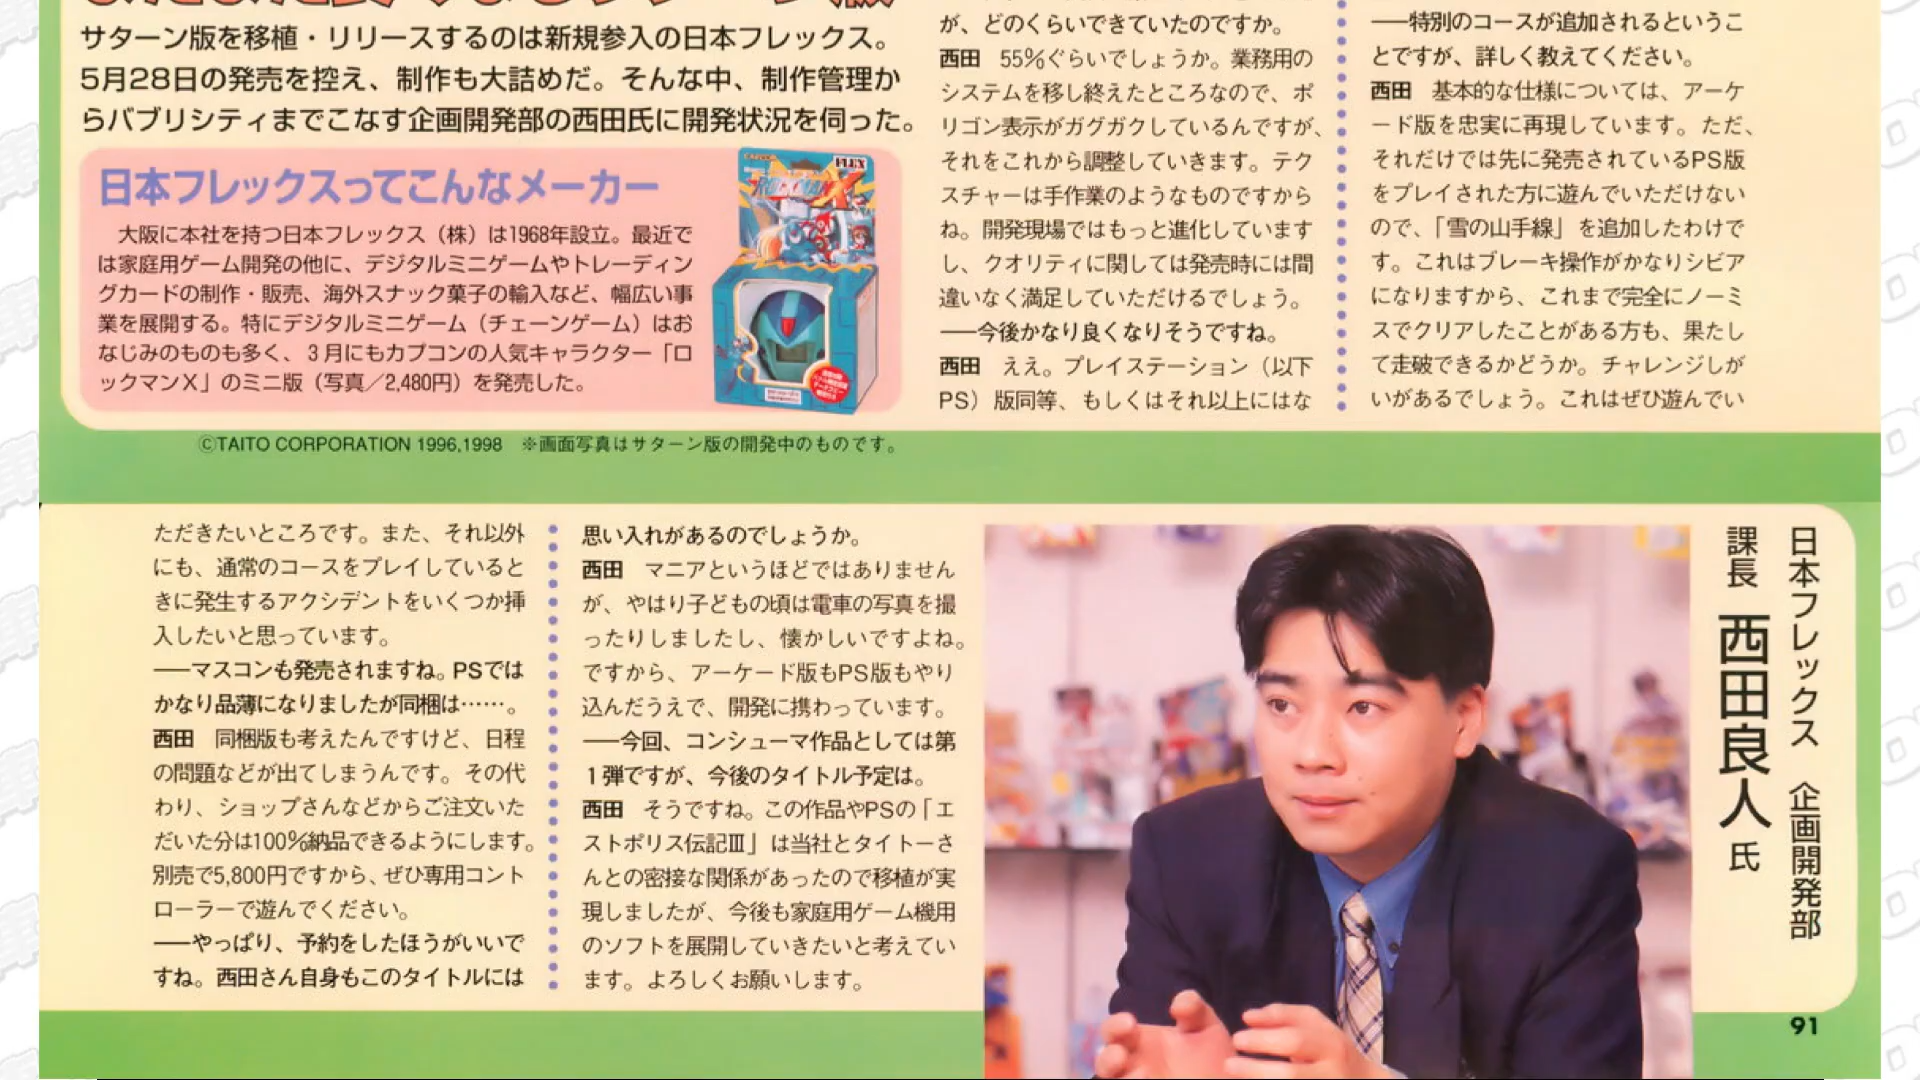 サターン版を移植・リリースするのは新規参入の日本フレックス。
5月28日の発売を控え、制作も大詰めだ。そんな中、制作管理か
らパブリシティまでこなす企画開発部の西田氏に開発状況を伺った。
日本フレックスってこんなメーカー
大阪に本社を持つ日本フレックス（株）は1968年設立。最近で
は家庭用ゲーム開発の他に、デジタルミニゲームやトレーディン
グカードの制作・販売、海外スナック菓子の輸入など、幅広い事
業を展開する。特にデジタルミニゲーム（チェーンゲーム）はお
なじみのものも多く、３月にもカプコンの人気キャラクター「ロ
ックマンＸ」のミニ版（写真／2,480円）を発売した。
©TAITO CORPORATION 1996,1998　※画面写真はサターン版の開発中のものです。
が、どのくらいできていたのですか。
西田　55％ぐらいでしょうか。業務用の
システムを移し終えたところなので、ポ
リゴン表示がガグガクしているんですが、
それをこれから調整していきます。テク
スチャーは手作業のようなものですから
ね。開発現場ではもっと進化しています
し、クオリティに関しては発売時には間
違いなく満足していただけるでしょう。
――今後かなり良くなりそうですね。
西田　ええ。プレイステーション（以下
PS）版同等、もしくはそれ以上にはな
――特別のコースが追加されるというこ
とですが、詳しく教えてください。
西田　基本的な仕様については、アーケ
ード版を忠実に再現しています。ただ、
それだけでは先に発売されているPS版
をプレイされた方に遊んでいただけない
ので、「雪の山手線」を追加したわけで
す。これはブレーキ操作がかなりシビア
になりますから、これまで完全にノーミ
スでクリアしたことがある方も、果たし
て走破できるかどうか。チャレンジしが
いがあるでしょう。これはぜひ遊んでい
ただきたいところです。また、それ以外
にも、通常のコースをプレイしていると
きに発生するアクシデントをいくつか挿
入したいと思っています。
――マスコンも発売されますね。PSでは
かなり品薄になりましたが同梱は……。
西田　同梱版も考えたんですけど、日程
の問題などが出てしまうんです。その代
わり、ショップさんなどからご注文いた
だいた分は100％納品できるようにします。
別売で5,800円ですから、ぜひ専用コント
ローラーで遊んでください。
――やっぱり、予約をしたほうがいいで
すね。西田さん自身もこのタイトルには
思い入れがあるのでしょうか。
西田　マニアというほどではありません
が、やはり子どもの頃は電車の写真を撮
ったりしましたし、懐かしいですよね。
ですから、アーケード版もPS版もやり
込んだうえで、開発に携わっています。
――今回、コンシューマ作品としては第
１弾ですが、今後のタイトル予定は。
西田　そうですね。この作品やPSの「エ
ストポリス伝記Ⅲ」は当社とタイトーさ
んとの密接な関係があったので移植が実
現しましたが、今後も家庭用ゲーム機用
のソフトを展開していきたいと考えてい
ます。よろしくお願いします。
日本フレックス　企画開発部
課長　西田良人氏
91